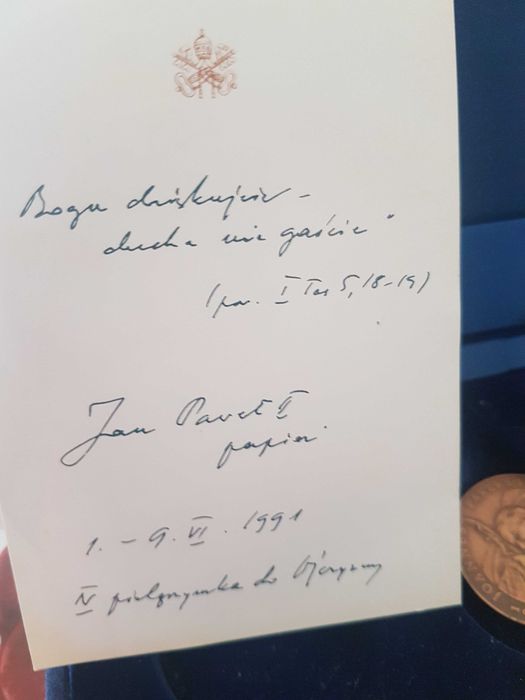 Bogu dziękujcie –
ducha nie gaście"
(por. I Tes 5, 18–19)
Jan Paweł II
papież
1. – 9. VI. 1991
IV pielgrzymka do Ojczyzny